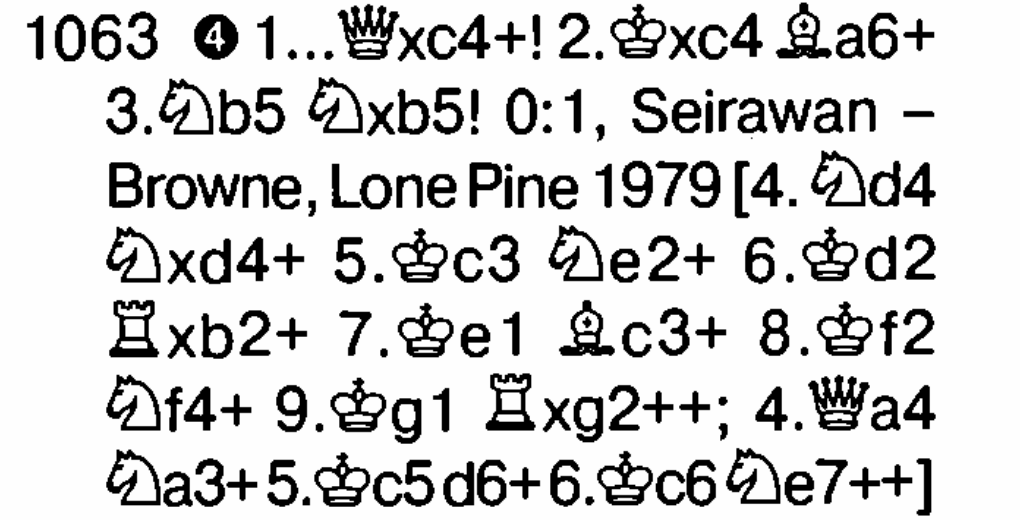 1063 ❹ 1...♕xc4+! 2.♔xc4 ♗a6+
3.♘b5 ♘xb5! 0:1, Seirawan –
Browne, Lone Pine 1979 [4. ♘d4
♘xd4+ 5.♔c3 ♘e2+ 6.♔d2
♖xb2+ 7.♔e1 ♗c3+ 8.♔f2
♘f4+ 9.♔g1 ♖xg2++; 4.♕a4
♘a3+ 5.♔c5 d6+ 6.♔c6 ♘e7++]